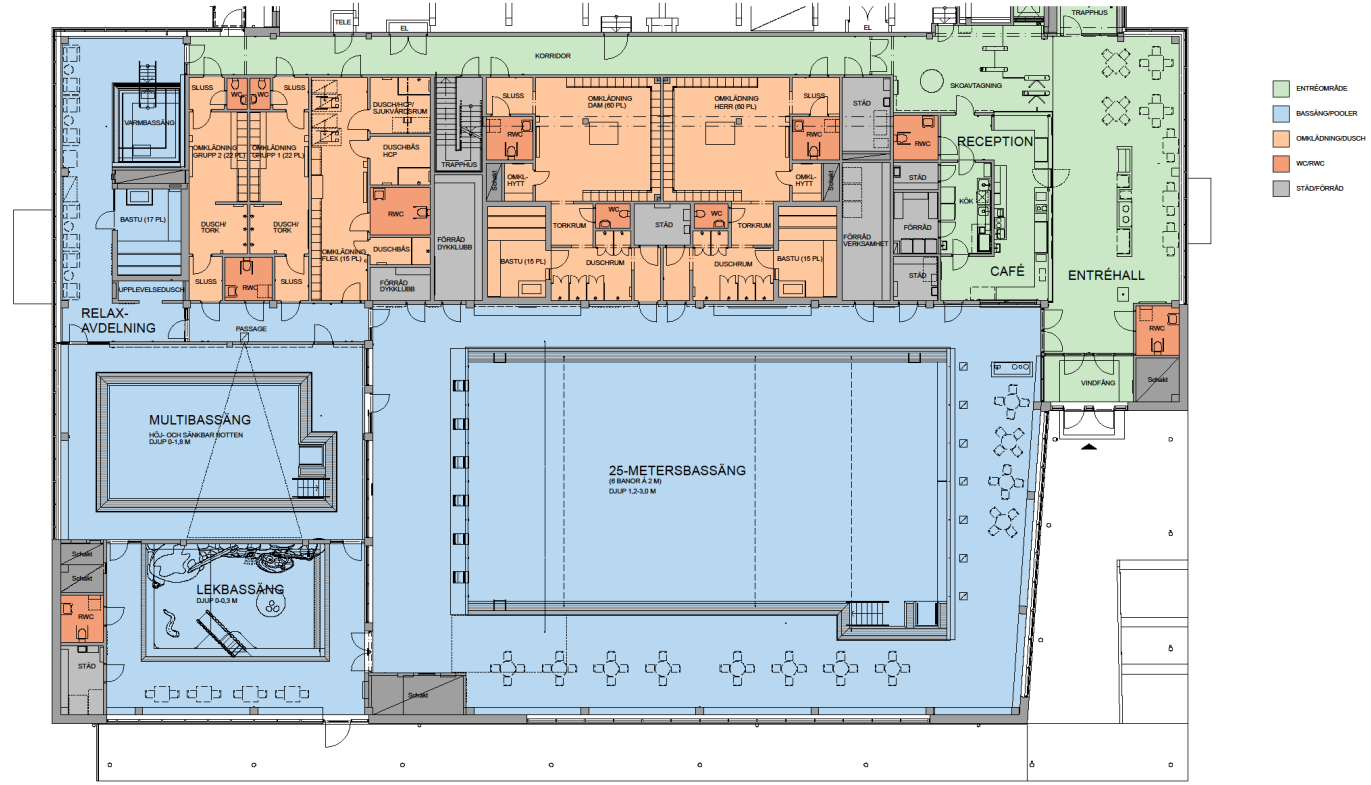 TRAPPHUS
TELE
EL
EL
KORRIDOR
ENTRÉOMRÅDE
BASSÄNG/POOLER
OMKLÄDNING/DUSCH
WC/RWC
STÄD/FÖRRÅD
SLUSS
WC
WC
SLUSS
DUSCH/HCP/
SJUKVÅRDSRUM
SLUSS
OMKLÄDNING
DAM (60 PL)
OMKLÄDNING
HERR (60 PL)
SLUSS
STÄD
SKOAVTAGNING
VARMBASSÄNG
OMKLÄDNING
GRUPP 2 (22 PL)
OMKLÄDNING
GRUPP 1 (22 PL)
DUSCHBÅS
HCP
TRAPPHUS
RWC
RWC
RWC
RECEPTION
OMKL-
HYTT
Schakt
OMKL-
HYTT
Schakt
STÄD
KÖK
BASTU (17 PL)
DUSCH/
TORK
DUSCH/
TORK
RWC
OMKLÄDNING
FLEX (15 PL)
DUSCHBÅS
FÖRRÅD
DYKKLUBB
FÖRRÅD
DYKKLUBB
TORKRUM
WC
STÄD
WC
TORKRUM
FÖRRÅD
VERKSAMHET
FÖRRÅD
BASTU (15 PL)
DUSCHRUM
DUSCHRUM
BASTU (15 PL)
STÄD
CAFÉ
ENTRÉHALL
UPPLEVELSEDUSCH
SLUSS
RWC
SLUSS
RELAX-
AVDELNING
PASSAGE
RWC
VINDFÅNG
Schakt
MULTIBASSÄNG
HÖJ- OCH SÄNKBAR BOTTEN
DJUP 0-1,8 M
25-METERSBASSÄNG
(6 BANOR Á 2 M)
DJUP 1,2-3,0 M
Schakt
Schakt
LEKBASSÄNG
DJUP 0-0,3 M
RWC
STÄD
Schakt